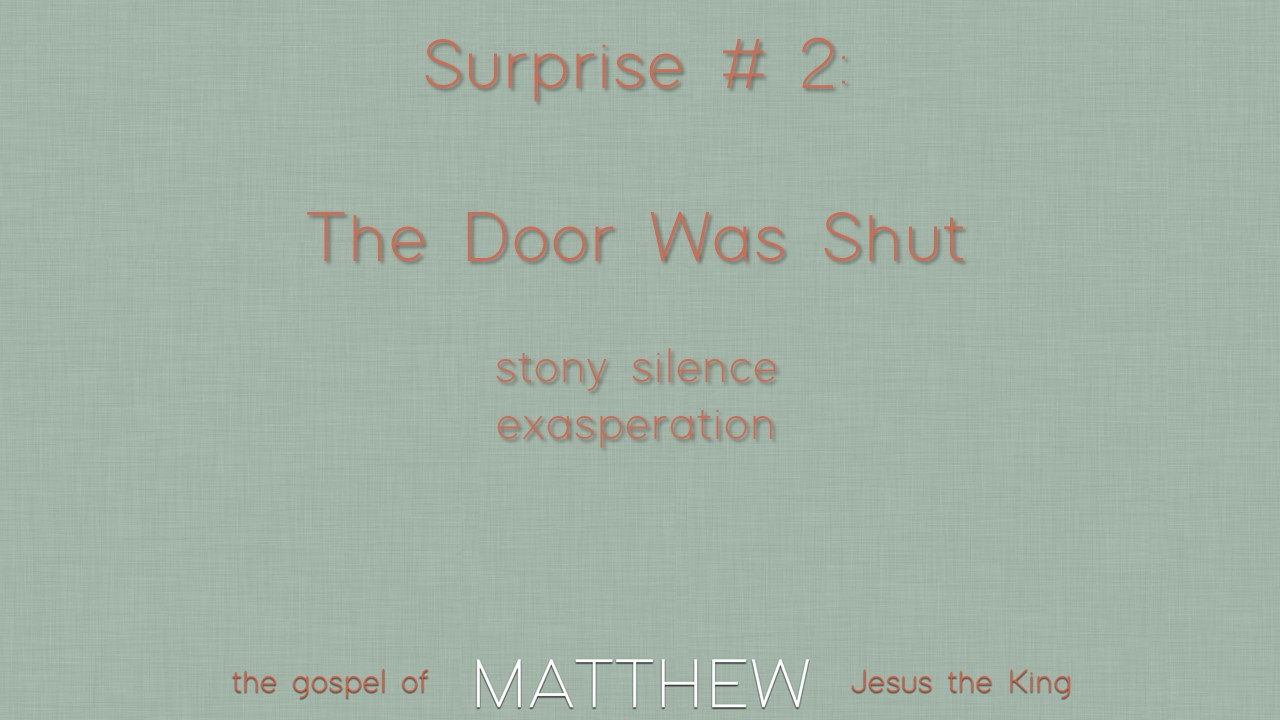 Surprise # 2:
The Door Was Shut
stony silence
exasperation
the gospel of MATTHEW Jesus the King